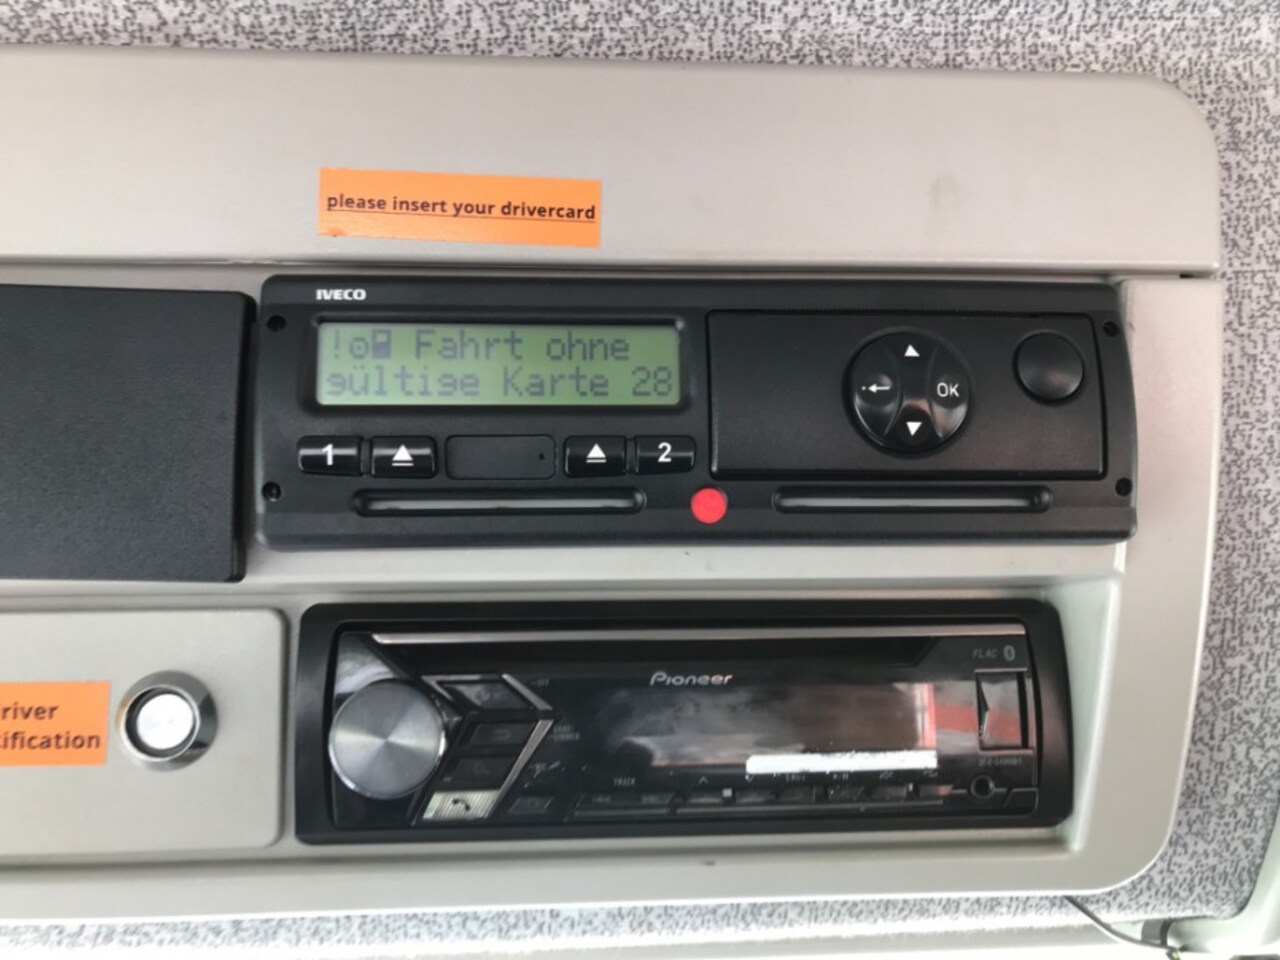 please insert your drivercard
IVECO
! Fahrt ohne
gültige Karte 28
OK
1 2
FLAC
Pioneer
river
ification
TRACK